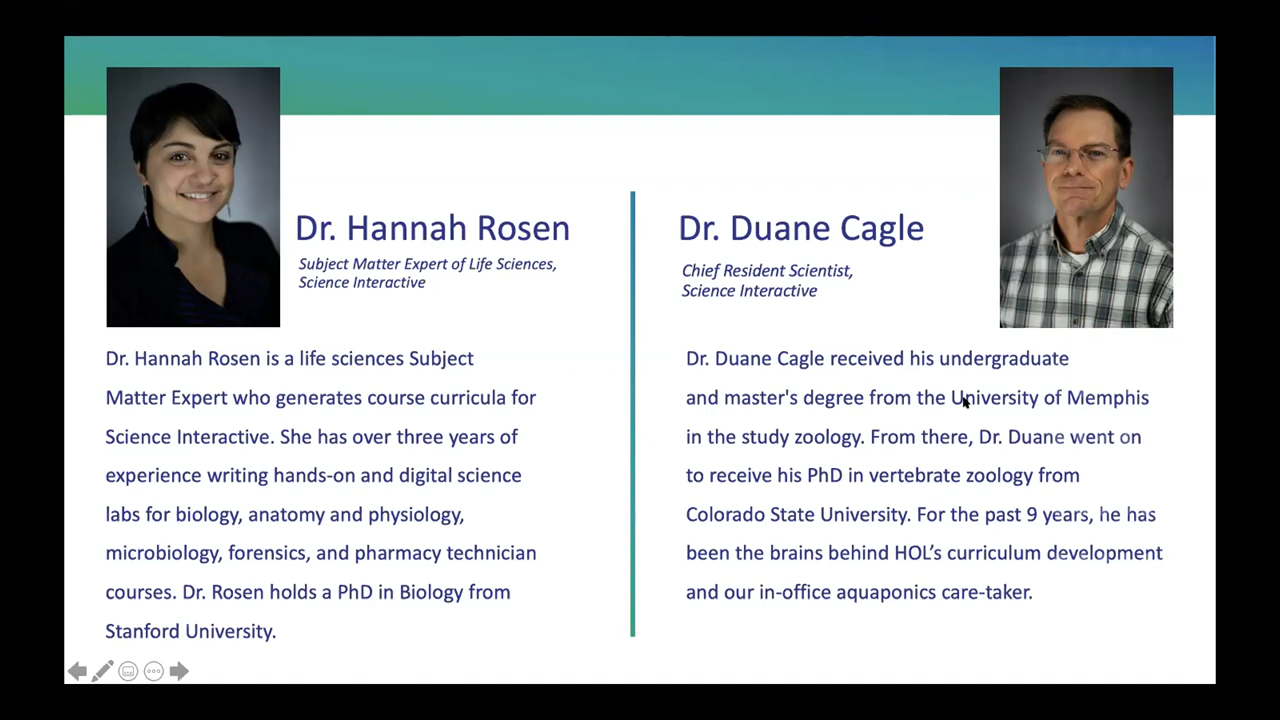 Dr. Hannah Rosen
Subject Matter Expert of Life Sciences,
Science Interactive
Dr. Hannah Rosen is a life sciences Subject
Matter Expert who generates course curricula for
Science Interactive. She has over three years of
experience writing hands-on and digital science
labs for biology, anatomy and physiology,
microbiology, forensics, and pharmacy technician
courses. Dr. Rosen holds a PhD in Biology from
Stanford University.
Dr. Duane Cagle
Chief Resident Scientist,
Science Interactive
Dr. Duane Cagle received his undergraduate
and master's degree from the University of Memphis
in the study zoology. From there, Dr. Duane went on
to receive his PhD in vertebrate zoology from
Colorado State University. For the past 9 years, he has
been the brains behind HOL’s curriculum development
and our in-office aquaponics care-taker.